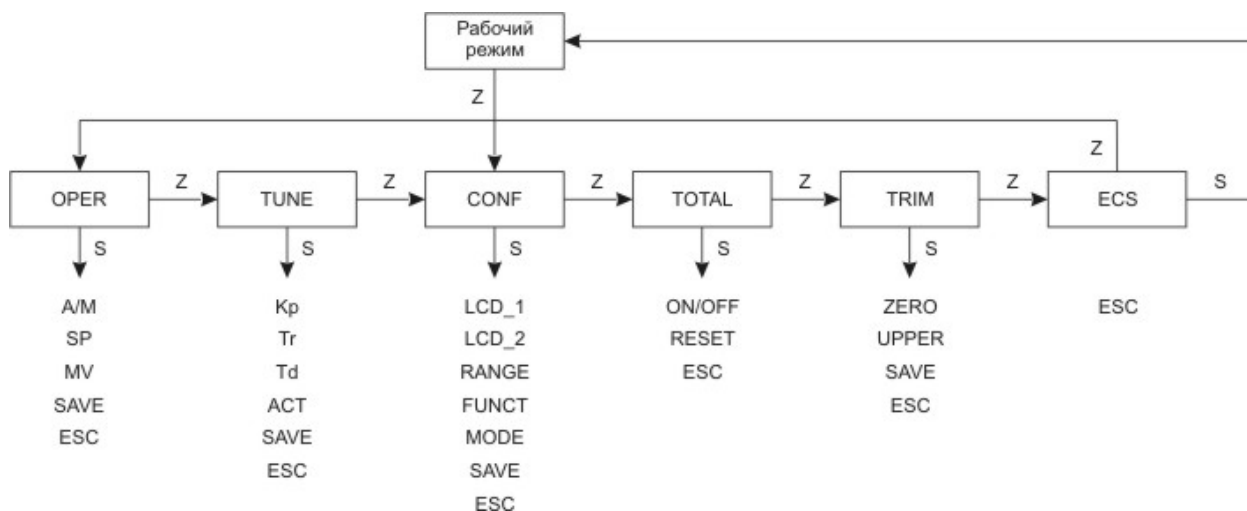 Рабочий
режим
Z
Z
OPER
Z
TUNE
Z
CONF
Z
TOTAL
Z
TRIM
Z
ECS
S
S
S
S
S
S
A/M
SP
MV
SAVE
ESC
Kp
Tr
Td
ACT
SAVE
ESC
LCD_1
LCD_2
RANGE
FUNCT
MODE
SAVE
ESC
ON/OFF
RESET
ESC
ZERO
UPPER
SAVE
ESC
ESC